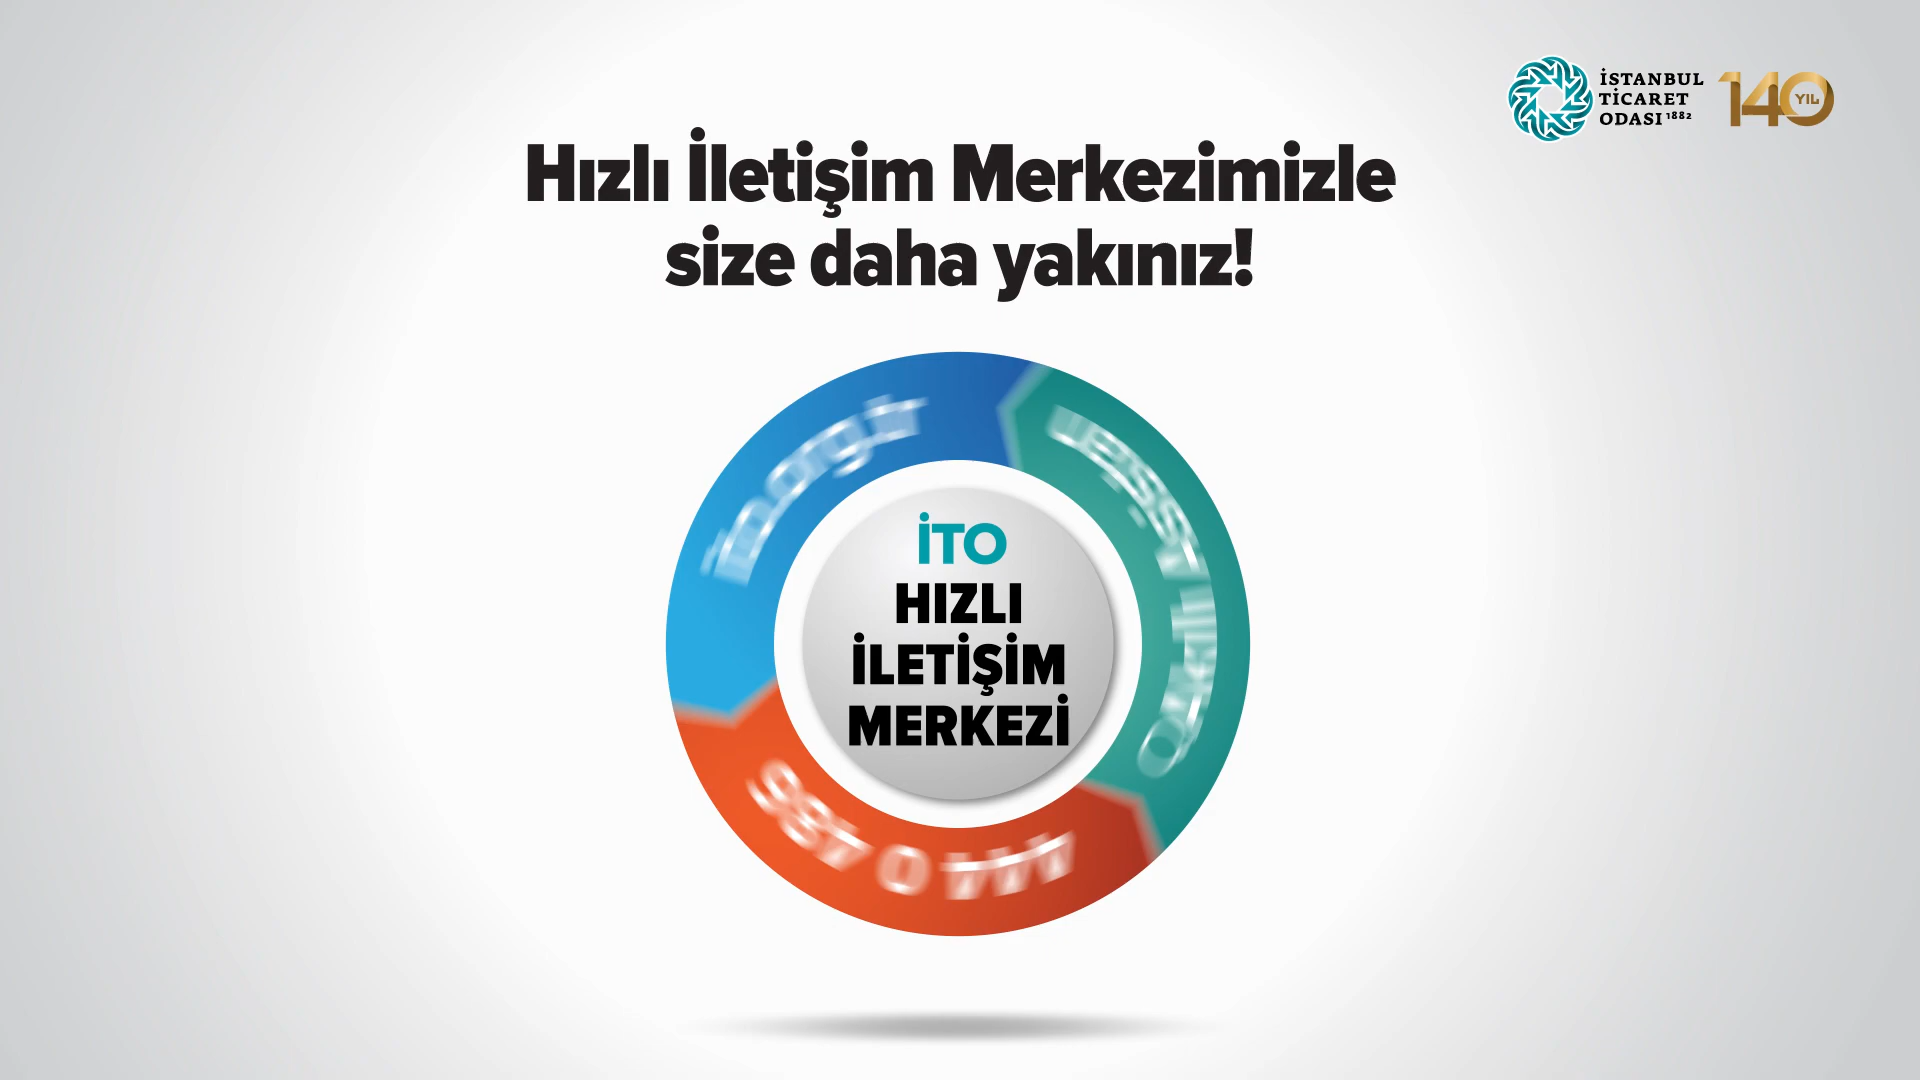 İSTANBUL
TİCARET
ODASI 1882
140
YIL
Hızlı İletişim Merkezimizle
size daha yakınız!
İTO
HIZLI
İLETİŞİM
MERKEZİ